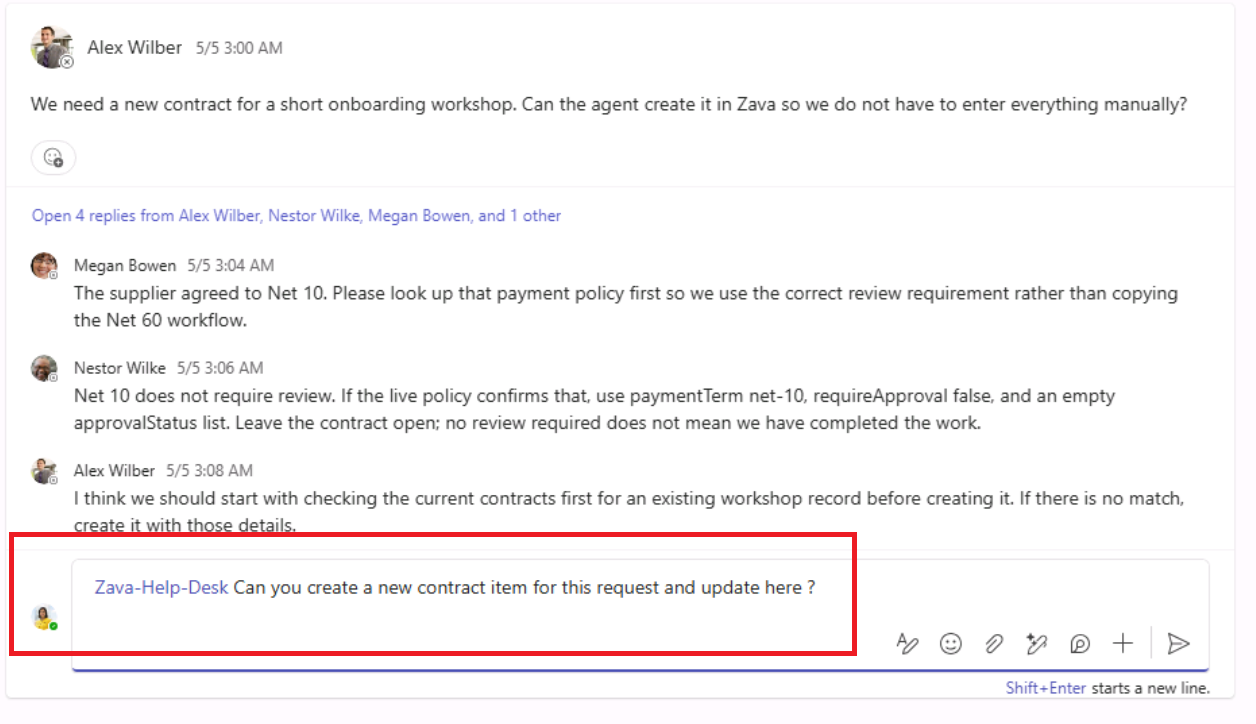 Alex Wilber 5/5 3:00 AM
We need a new contract for a short onboarding workshop. Can the agent create it in Zava so we do not have to enter everything manually?
Open 4 replies from Alex Wilber, Nestor Wilke, Megan Bowen, and 1 other
Megan Bowen 5/5 3:04 AM
The supplier agreed to Net 10. Please look up that payment policy first so we use the correct review requirement rather than copying
the Net 60 workflow.
Nestor Wilke 5/5 3:06 AM
Net 10 does not require review. If the live policy confirms that, use paymentTerm net-10, requireApproval false, and an empty
approvalStatus list. Leave the contract open; no review required does not mean we have completed the work.
Alex Wilber 5/5 3:08 AM
I think we should start with checking the current contracts first for an existing workshop record before creating it. If there is no match,
create it with those details.
Zava-Help-Desk Can you create a new contract item for this request and update here ?
Shift+Enter starts a new line.